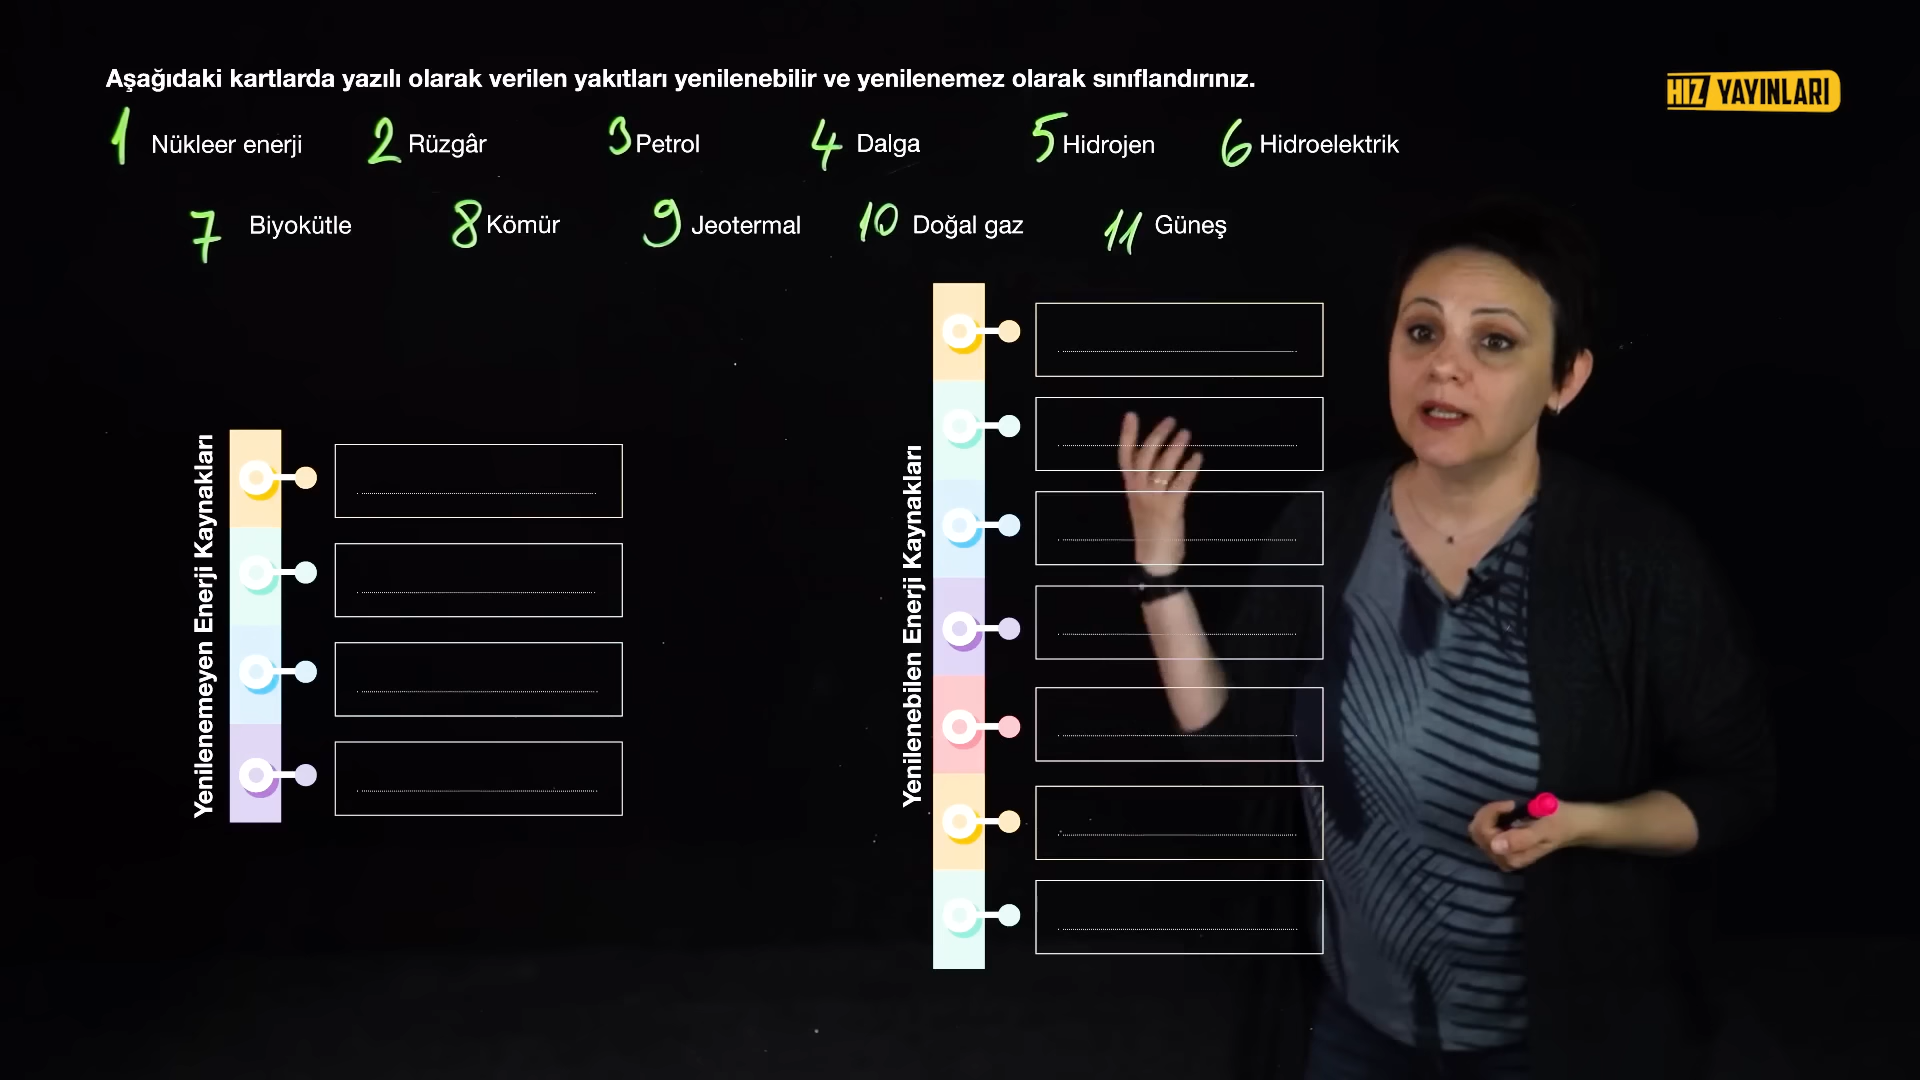 Aşağıdaki kartlarda yazılı olarak verilen yakıtları yenilenebilir ve yenilenemez olarak sınıflandırınız.
HIZ YAYINLARI
1 Nükleer enerji 2 Rüzgâr 3 Petrol 4 Dalga 5 Hidrojen 6 Hidroelektrik
7 Biyokütle 8 Kömür 9 Jeotermal 10 Doğal gaz 11 Güneş
Yenilenemeyen Enerji Kaynakları
Yenilenebilen Enerji Kaynakları